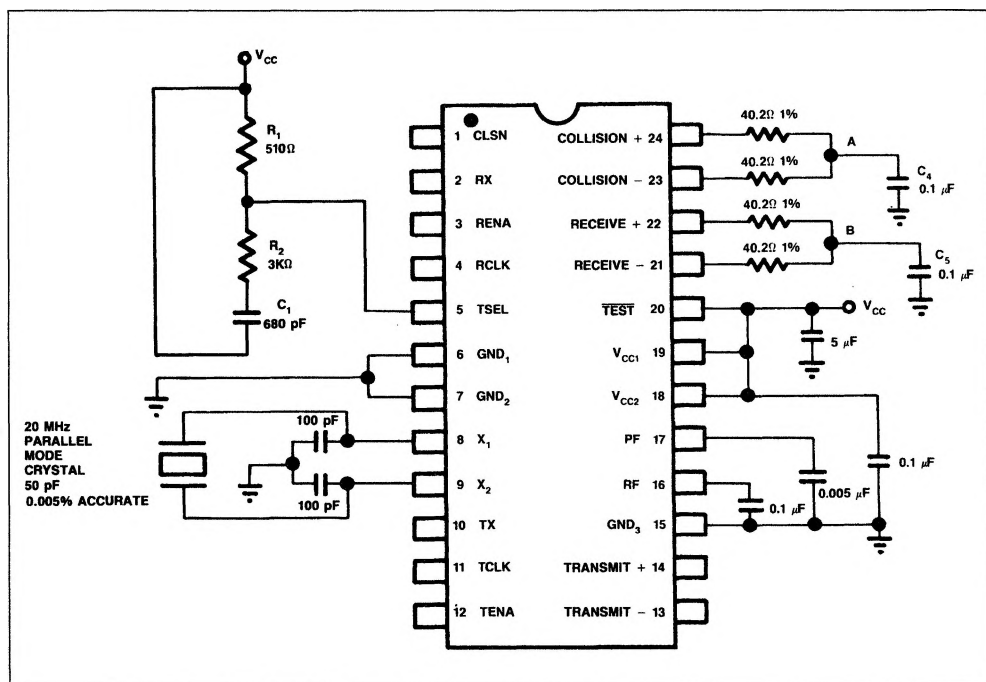 V_CC
R_1
510Ω
R_2
3KΩ
C_1
680 pF
20 MHz
PARALLEL
MODE
CRYSTAL
50 pF
0.005% ACCURATE
100 pF
100 pF
1 CLSN
2 RX
3 RENA
4 RCLK
5 TSEL
6 GND_1
7 GND_2
8 X_1
9 X_2
10 TX
11 TCLK
12 TENA
COLLISION + 24
COLLISION − 23
RECEIVE + 22
RECEIVE − 21
T̅E̅S̅T̅ 20
V_CC1 19
V_CC2 18
PF 17
RF 16
GND_3 15
TRANSMIT + 14
TRANSMIT − 13
40.2Ω 1%
A
40.2Ω 1%
C_4
0.1 μF
40.2Ω 1%
B
40.2Ω 1%
C_5
0.1 μF
V_CC
5 μF
0.1 μF
0.005 μF
0.1 μF